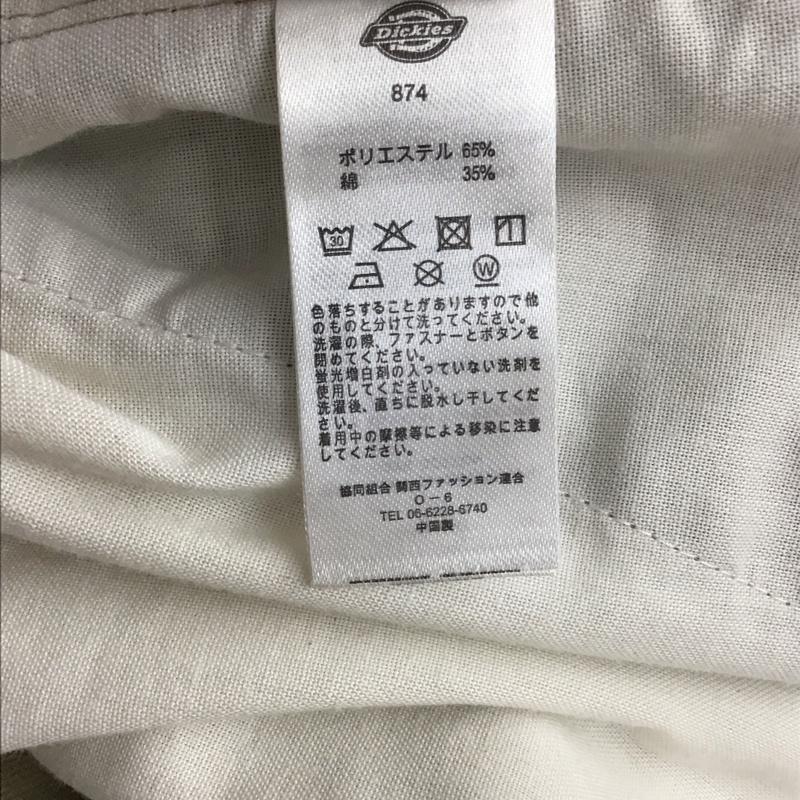 Dickies
874
ポリエステル 65%
綿 35%
30
W
色落ちすることがありますので他
のものと分けて洗ってください。
洗濯の際、ファスナーとボタンを
閉めてください。
蛍光増白剤の入っていない洗剤を
使用してください。
洗濯後、直ちに脱水し干してくだ
さい。
着用中の摩擦等による移染に注意
してください。
協同組合 関西ファッション連合
O－6
TEL 06-6228-6740
中国製